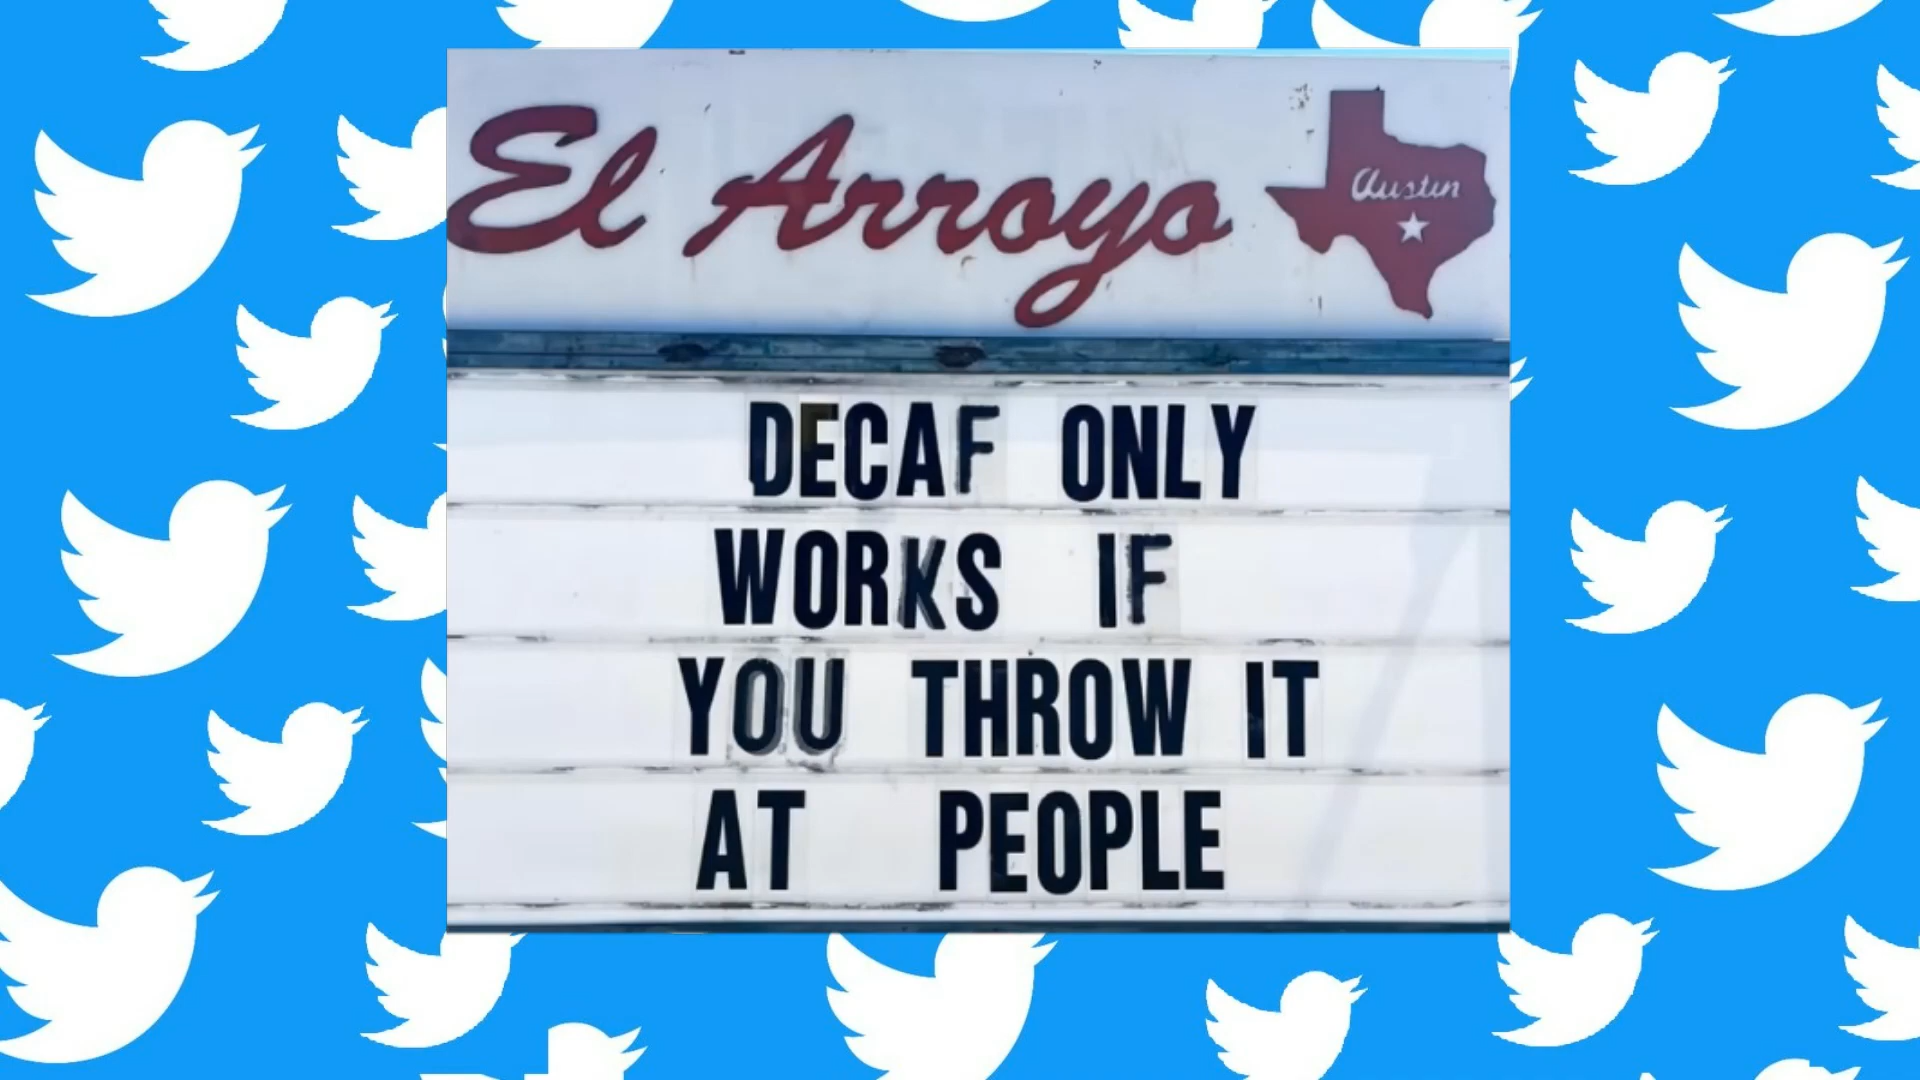 El Arroyo
Austin
DECAF ONLY
WORKS IF
YOU THROW IT
AT PEOPLE